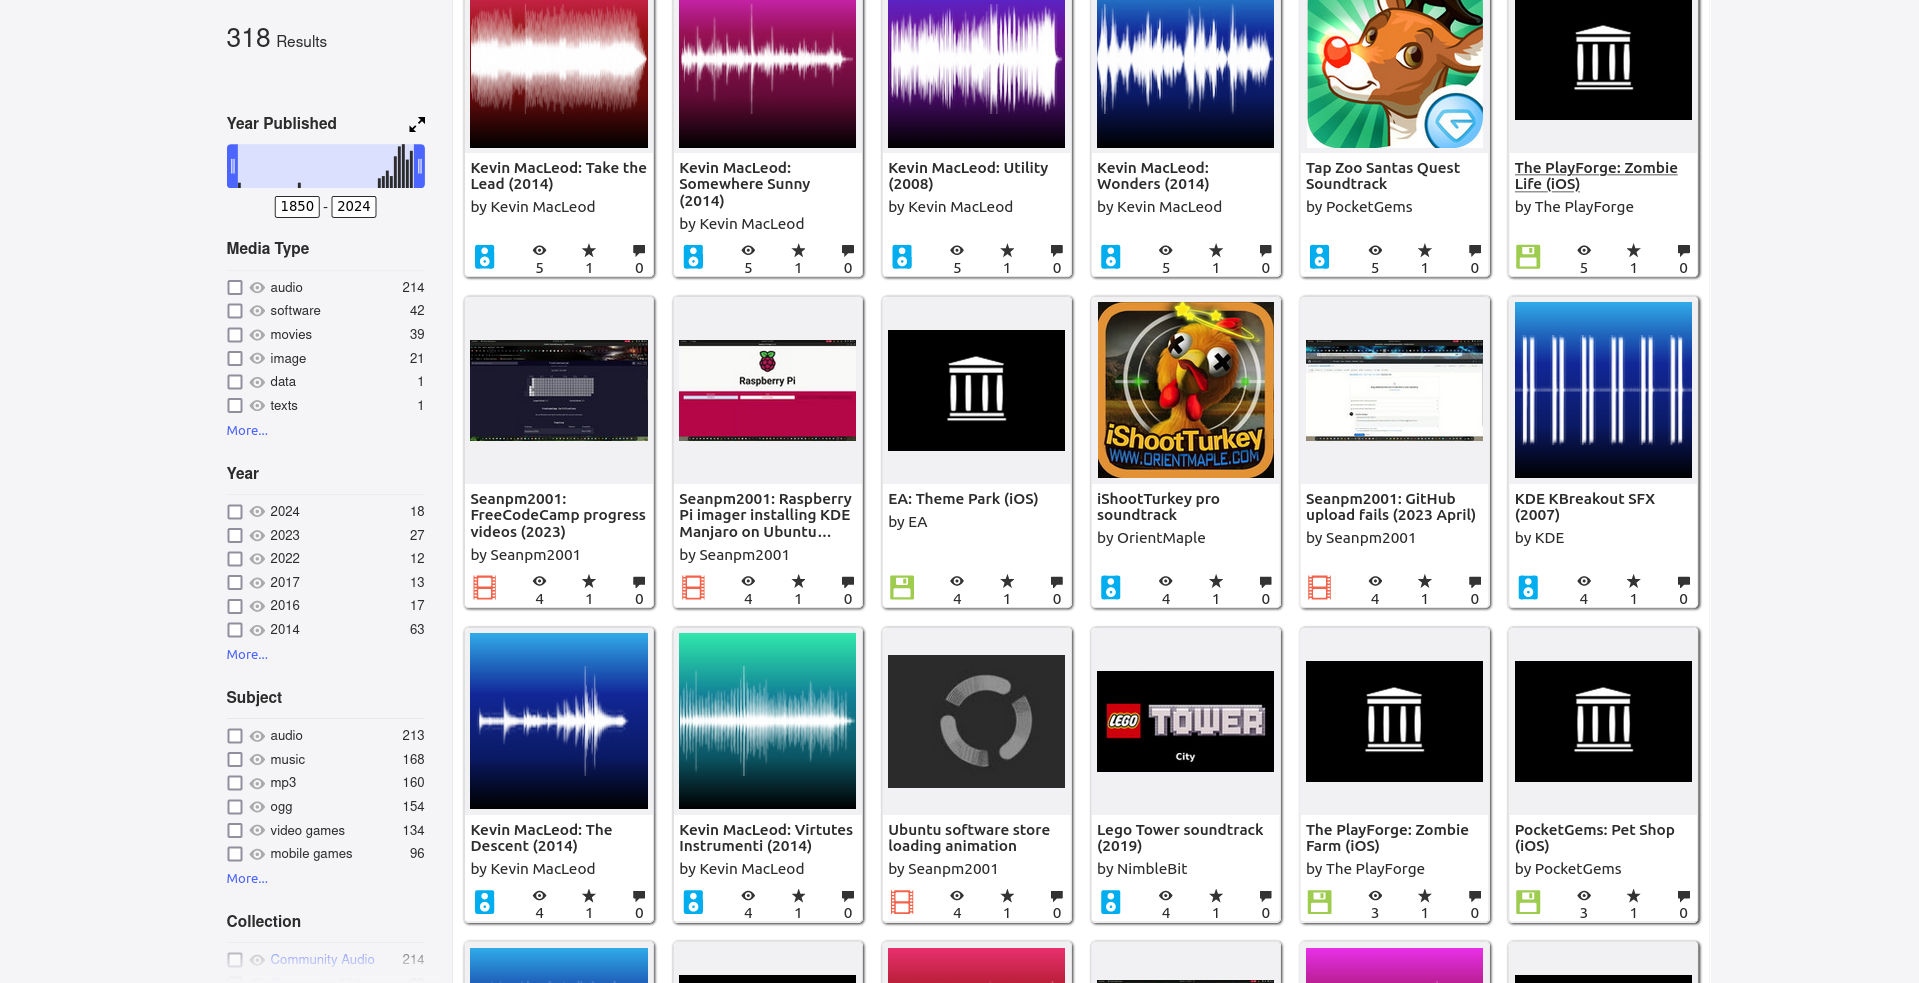 318 Results
Year Published
1850 - 2024
Media Type
audio 214
software 42
movies 39
image 21
data 1
texts 1
More...
Year
2024 18
2023 27
2022 12
2017 13
2016 17
2014 63
More...
Subject
audio 213
music 168
mp3 160
ogg 154
video games 134
mobile games 96
More...
Collection
Community Audio 214
Kevin MacLeod: Take the
Lead (2014)
by Kevin MacLeod
5 1 0
Kevin MacLeod:
Somewhere Sunny
(2014)
by Kevin MacLeod
5 1 0
Kevin MacLeod: Utility
(2008)
by Kevin MacLeod
5 1 0
Kevin MacLeod:
Wonders (2014)
by Kevin MacLeod
5 1 0
Tap Zoo Santas Quest
Soundtrack
by PocketGems
5 1 0
The PlayForge: Zombie
Life (iOS)
by The PlayForge
5 1 0
Seanpm2001:
FreeCodeCamp progress
videos (2023)
by Seanpm2001
4 1 0
Raspberry Pi
Seanpm2001: Raspberry
Pi imager installing KDE
Manjaro on Ubuntu...
by Seanpm2001
4 1 0
EA: Theme Park (iOS)
by EA
4 1 0
iShootTurkey
WWW.ORIENTMAPLE.COM
iShootTurkey pro
soundtrack
by OrientMaple
4 1 0
Seanpm2001: GitHub
upload fails (2023 April)
by Seanpm2001
4 1 0
KDE KBreakout SFX
(2007)
by KDE
4 1 0
Kevin MacLeod: The
Descent (2014)
by Kevin MacLeod
4 1 0
Kevin MacLeod: Virtutes
Instrumenti (2014)
by Kevin MacLeod
4 1 0
Ubuntu software store
loading animation
by Seanpm2001
4 1 0
LEGO TOWER
City
Lego Tower soundtrack
(2019)
by NimbleBit
4 1 0
The PlayForge: Zombie
Farm (iOS)
by The PlayForge
3 1 0
PocketGems: Pet Shop
(iOS)
by PocketGems
3 1 0